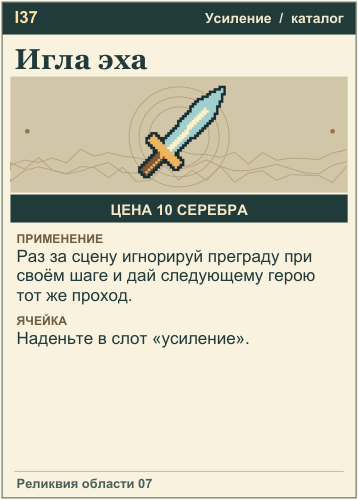 I37
Усиление / каталог
Игла эха
ЦЕНА 10 СЕРЕБРА
ПРИМЕНЕНИЕ
Раз за сцену игнорируй преграду при
своём шаге и дай следующему герою
тот же проход.
ЯЧЕЙКА
Наденьте в слот «усиление».
Реликвия области 07